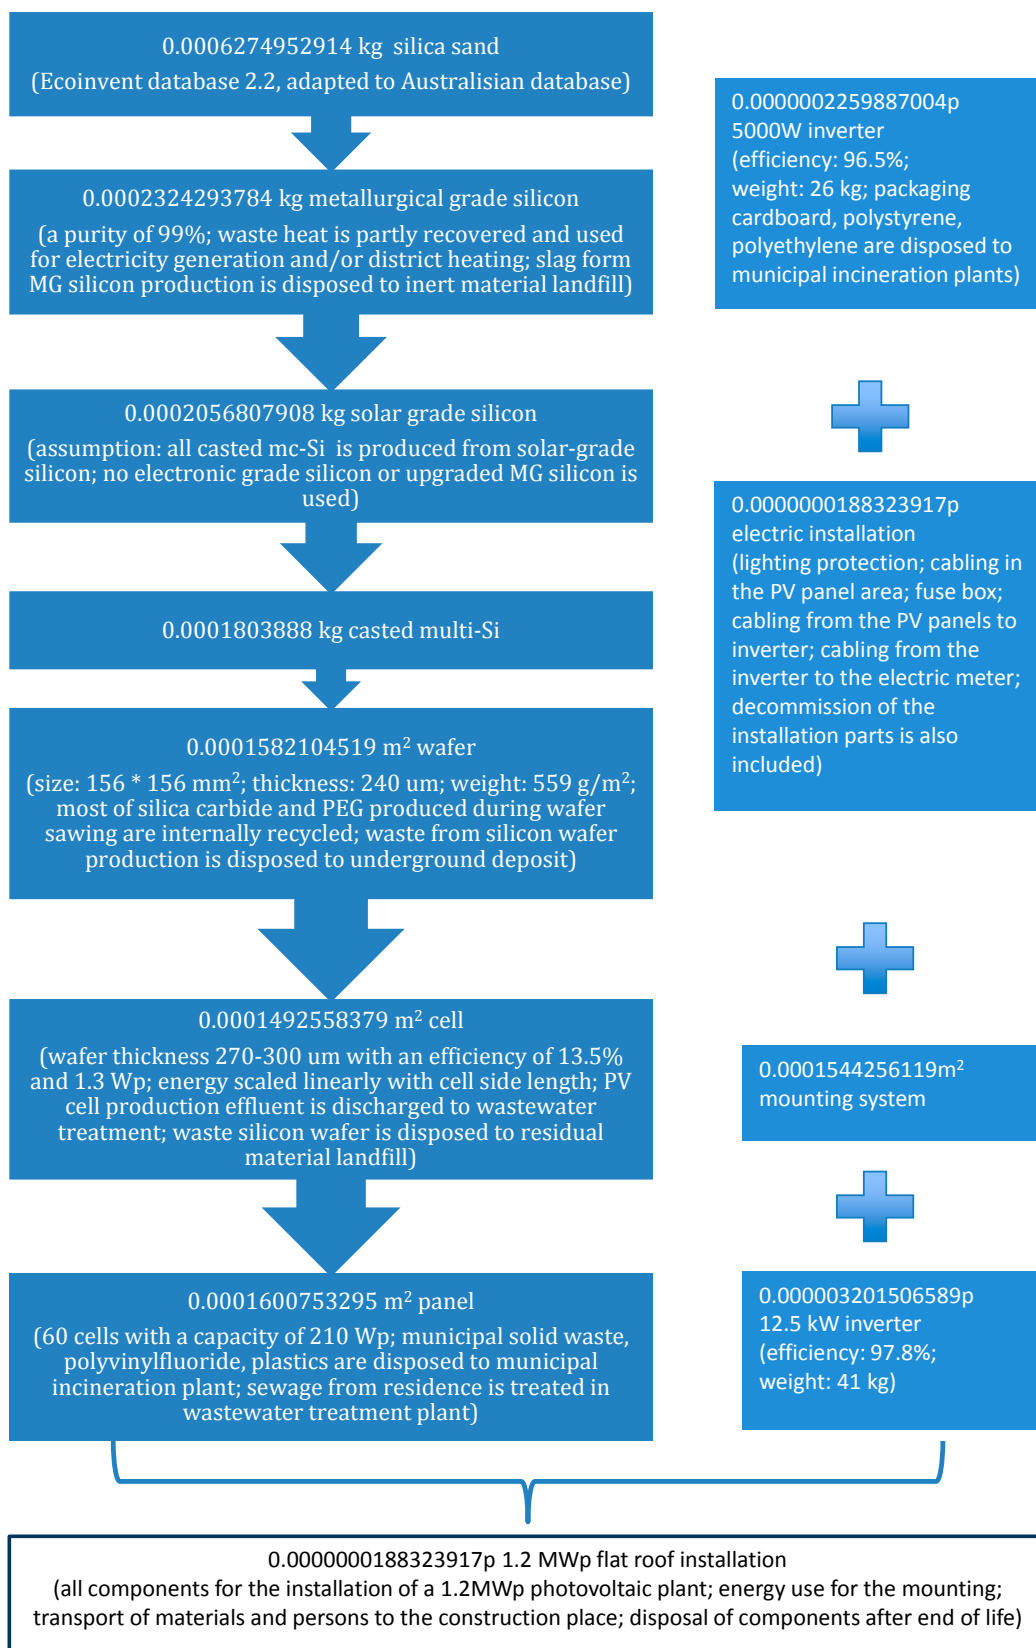 0.0006274952914 kg silica sand
(Ecoinvent database 2.2, adapted to Australisian database)
0.0002324293784 kg metallurgical grade silicon
(a purity of 99%; waste heat is partly recovered and used
for electricity generation and/or district heating; slag form
MG silicon production is disposed to inert material landfill)
0.0002056807908 kg solar grade silicon
(assumption: all casted mc-Si is produced from solar-grade
silicon; no electronic grade silicon or upgraded MG silicon is
used)
0.0001803888 kg casted multi-Si
0.0001582104519 m² wafer
(size: 156 * 156 mm²; thickness: 240 um; weight: 559 g/m²;
most of silica carbide and PEG produced during wafer
sawing are internally recycled; waste from silicon wafer
production is disposed to underground deposit)
0.0001492558379 m² cell
(wafer thickness 270-300 um with an efficiency of 13.5%
and 1.3 Wp; energy scaled linearly with cell side length; PV
cell production effluent is discharged to wastewater
treatment; waste silicon wafer is disposed to residual
material landfill)
0.0001600753295 m² panel
(60 cells with a capacity of 210 Wp; municipal solid waste,
polyvinylfluoride, plastics are disposed to municipal
incineration plant; sewage from residence is treated in
wastewater treatment plant)
0.0000002259887004p
5000W inverter
(efficiency: 96.5%;
weight: 26 kg; packaging
cardboard, polystyrene,
polyethylene are disposed to
municipal incineration plants)
0.0000000188323917p
electric installation
(lighting protection; cabling in
the PV panel area; fuse box;
cabling from the PV panels to
inverter; cabling from the
inverter to the electric meter;
decommission of the
installation parts is also
included)
0.0001544256119m²
mounting system
0.000003201506589p
12.5 kW inverter
(efficiency: 97.8%;
weight: 41 kg)
0.0000000188323917p 1.2 MWp flat roof installation
(all components for the installation of a 1.2MWp photovoltaic plant; energy use for the mounting;
transport of materials and persons to the construction place; disposal of components after end of life)